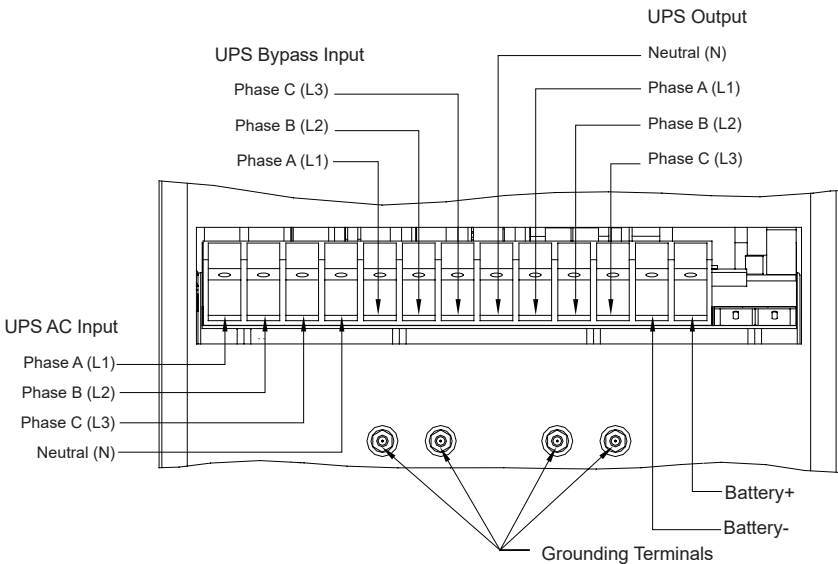 UPS Output
Neutral (N)
Phase A (L1)
Phase B (L2)
Phase C (L3)
UPS Bypass Input
Phase C (L3)
Phase B (L2)
Phase A (L1)
UPS AC Input
Phase A (L1)
Phase B (L2)
Phase C (L3)
Neutral (N)
Battery+
Battery-
Grounding Terminals